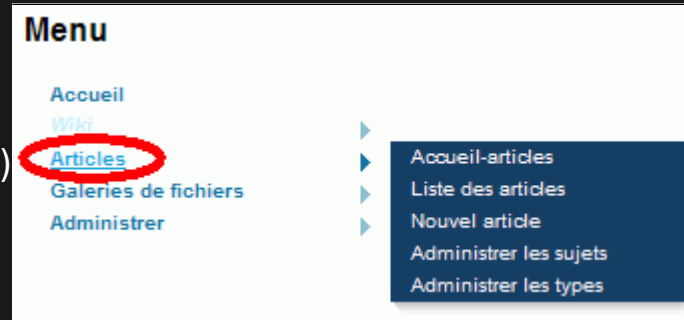 Menu
Accueil
Wiki
)
Articles
Galeries de fichiers
Administrer
Accueil-articles
Liste des articles
Nouvel article
Administrer les sujets
Administrer les types